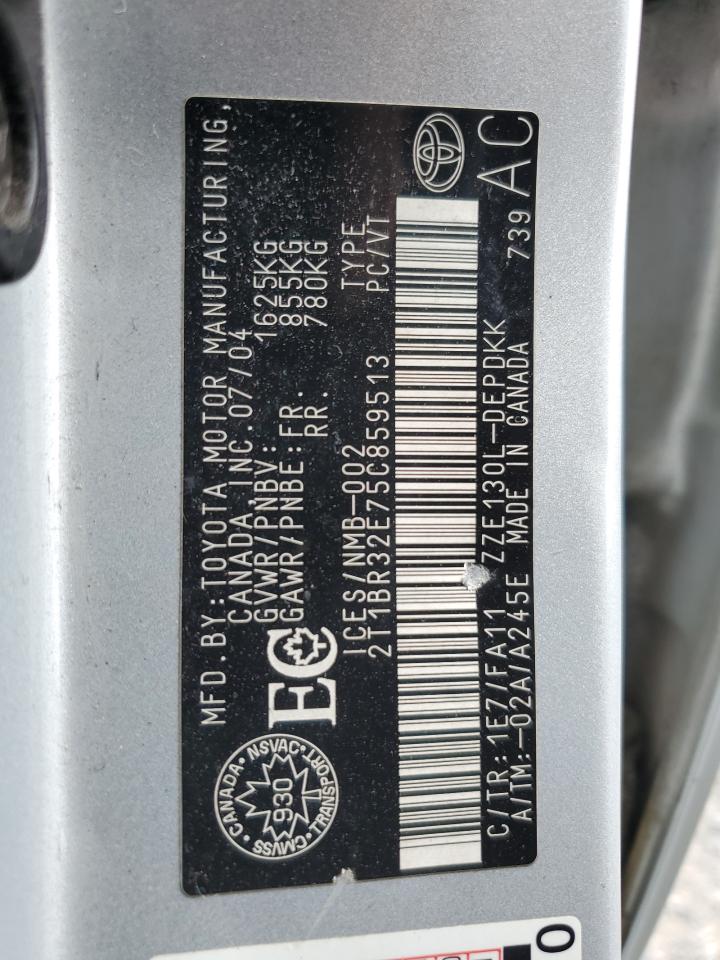 MFD.BY:TOYOTA MOTOR MANUFACTURING,
CANADA INC.07/04
GVWR/PNBV: 1625KG
GAWR/PNBE:FR. 855KG
RR. 780KG
CANADA•NSVAC•TRANSPORT•CMVSS•
930
EC
ICES/NMB-002 TYPE
2T1BR32E75C859513 PC/VT
C/TR:1E7/FA11 ZZE130L-DEPDKK
A/TM:-02A/A245E MADE IN CANADA 739 AC
0